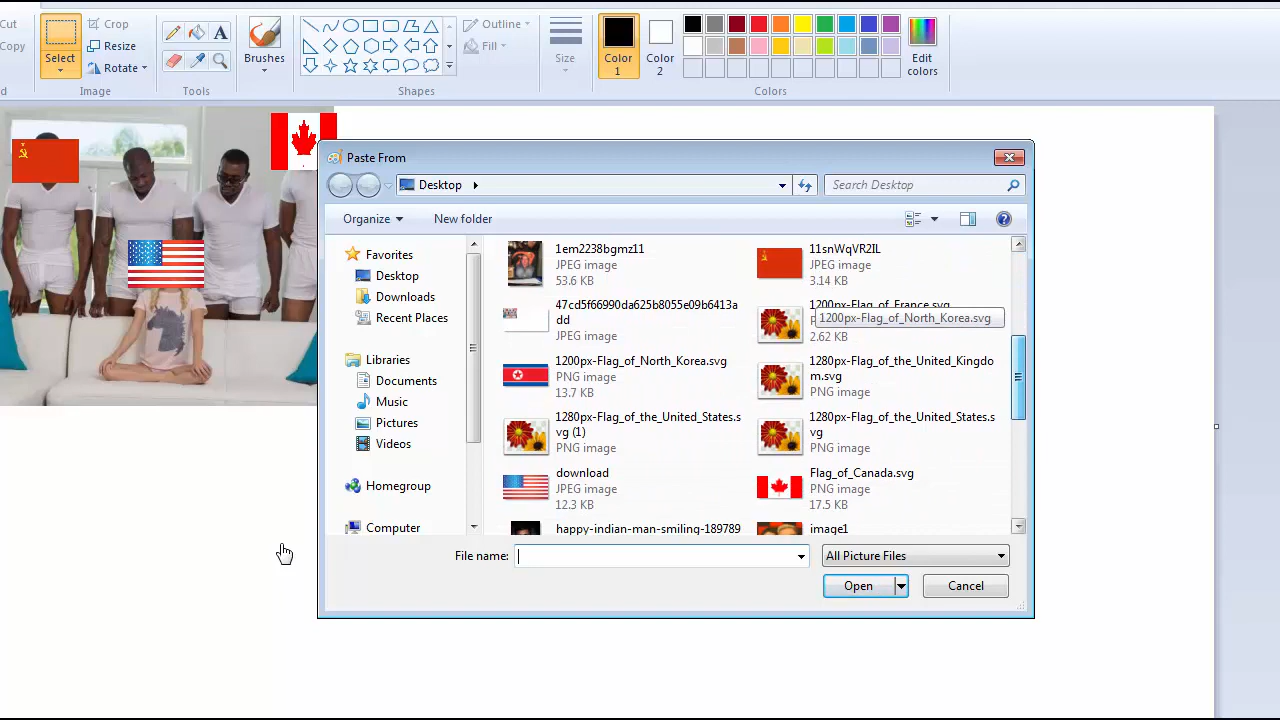 Cut
Crop
Outline
Copy
Resize
Fill
Select
Rotate
Brushes
Size
Color
1
Color
2
Edit
colors
d
Image
Tools
Shapes
Colors
Paste From
Desktop
Search Desktop
Organize
New folder
Favorites
Desktop
Downloads
Recent Places
Libraries
Documents
Music
Pictures
Videos
Homegroup
Computer
1em2238bgmz11
JPEG image
53.6 KB
11snWqVR2lL
JPEG image
3.14 KB
47cd5f66990da625b8055e09b6413a
dd
JPEG image
1200px-Flag_of_France.svg
1200px-Flag_of_North_Korea.svg
2.62 KB
1200px-Flag_of_North_Korea.svg
PNG image
13.7 KB
1280px-Flag_of_the_United_Kingdo
m.svg
PNG image
1280px-Flag_of_the_United_States.s
vg (1)
PNG image
1280px-Flag_of_the_United_States.s
vg
PNG image
download
JPEG image
12.3 KB
Flag_of_Canada.svg
PNG image
17.5 KB
happy-indian-man-smiling-189789
image1
File name:
All Picture Files
Open
Cancel